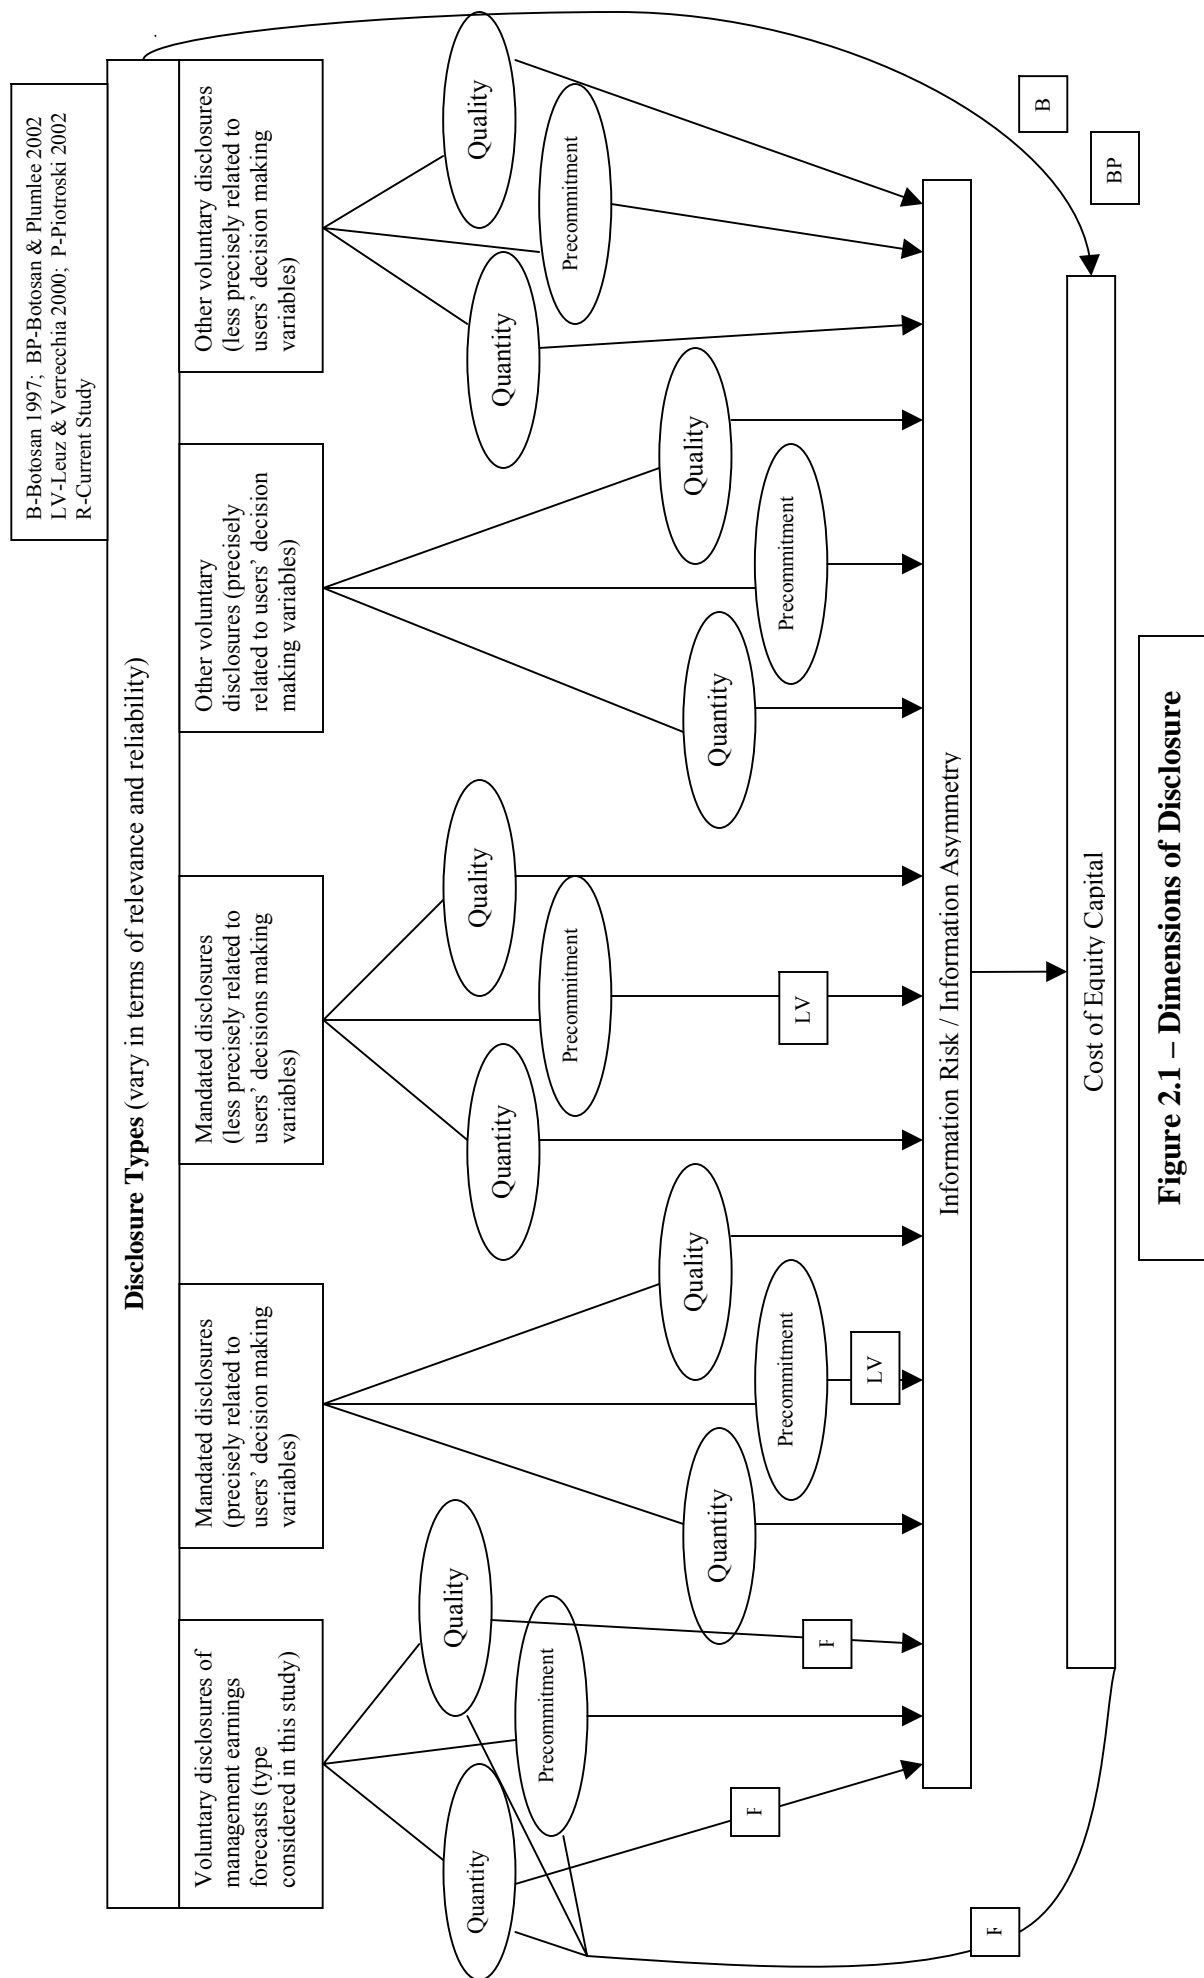 B-Botosan 1997; BP-Botosan & Plumlee 2002
LV-Leuz & Verrecchia 2000; P-Piotroski 2002
R-Current Study
Disclosure Types (vary in terms of relevance and reliability)
Voluntary disclosures of
management earnings
forecasts (type
considered in this study)
Mandated disclosures
(precisely related to
users' decision making
variables)
Mandated disclosures
(less precisely related to
users' decisions making
variables)
Other voluntary
disclosures (precisely
related to users' decision
making variables)
Other voluntary disclosures
(less precisely related to
users' decision making
variables)
Quantity
Precommitment
Quality
Quantity
Precommitment
Quality
Quantity
Precommitment
Quality
Quantity
Precommitment
Quality
Quantity
Precommitment
Quality
LV
LV
Information Risk / Information Asymmetry
B
BP
Cost of Equity Capital
Figure 2.1 – Dimensions of Disclosure